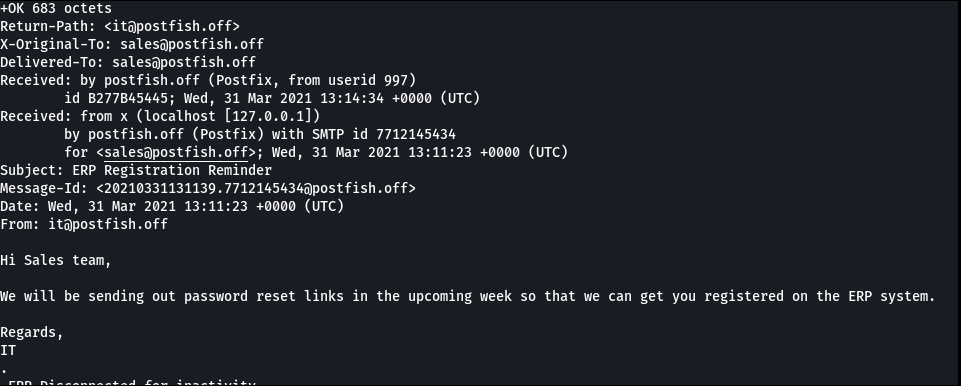 +OK 683 octets
Return-Path: <it@postfish.off>
X-Original-To: sales@postfish.off
Delivered-To: sales@postfish.off
Received: by postfish.off (Postfix, from userid 997)
        id B277B45445; Wed, 31 Mar 2021 13:14:34 +0000 (UTC)
Received: from x (localhost [127.0.0.1])
        by postfish.off (Postfix) with SMTP id 7712145434
        for <sales@postfish.off>; Wed, 31 Mar 2021 13:11:23 +0000 (UTC)
Subject: ERP Registration Reminder
Message-Id: <20210331131139.7712145434@postfish.off>
Date: Wed, 31 Mar 2021 13:11:23 +0000 (UTC)
From: it@postfish.off

Hi Sales team,

We will be sending out password reset links in the upcoming week so that we can get you registered on the ERP system.

Regards,
IT
.
Disconnected for inactivity